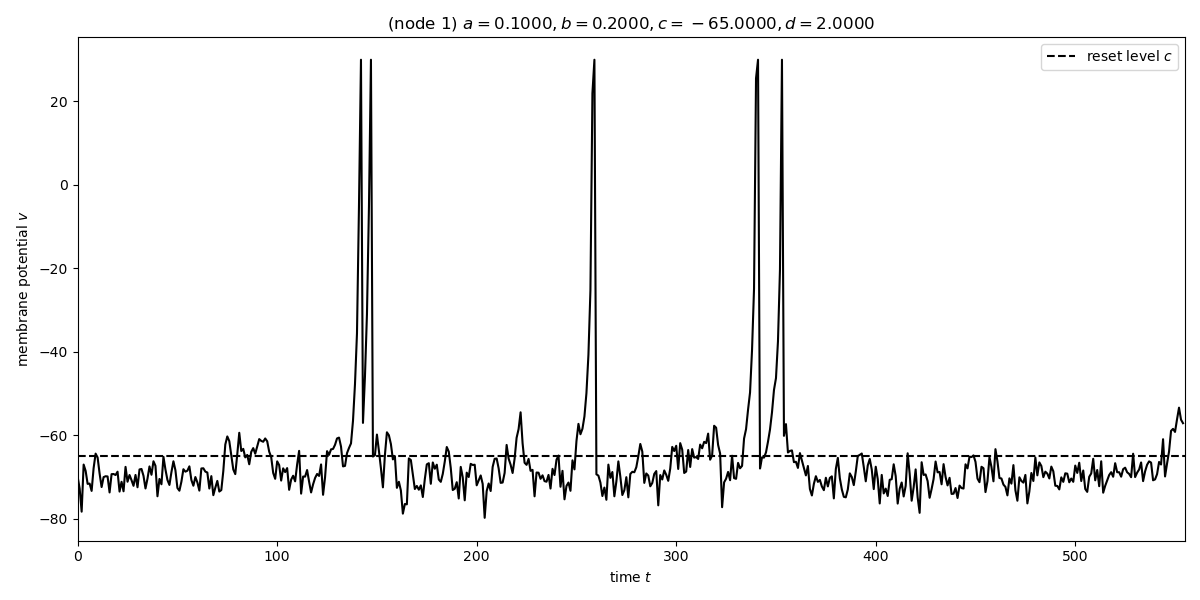 (node 1) a = 0.1000, b = 0.2000, c = −65.0000, d = 2.0000
reset level c
membrane potential v
20
0
−20
−40
−60
−80
0 100 200 300 400 500
time t